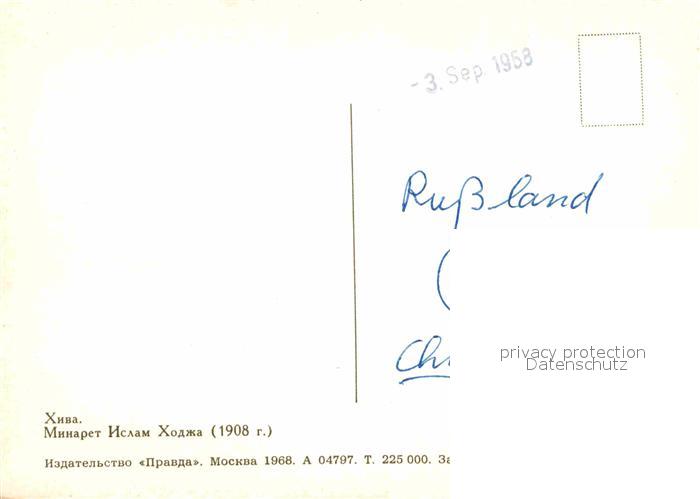 - 3. Sep. 1958
Rußland
(
privacy protection
Datenschutz
Хива.
Минарет Ислам Ходжа (1908 г.)
Издательство «Правда». Москва 1968. А 04797. Т. 225 000. За